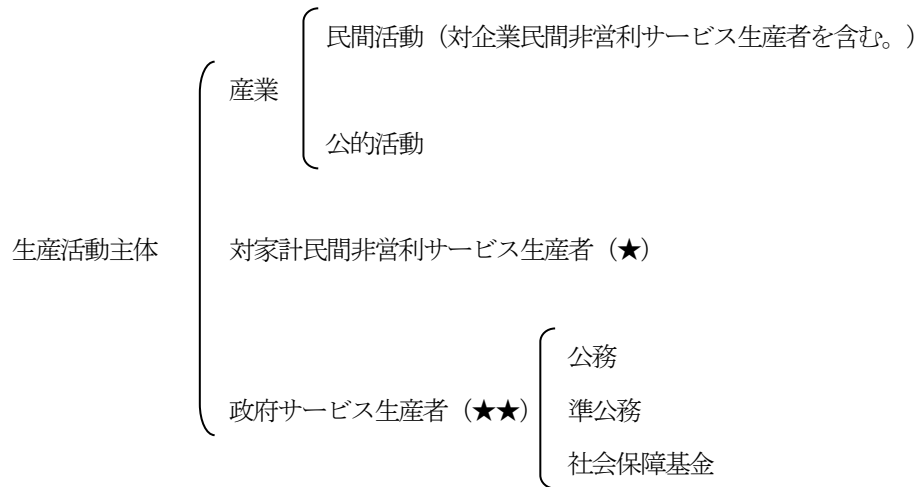 民間活動（対企業民間非営利サービス生産者を含む。）
産業
公的活動
生産活動主体
対家計民間非営利サービス生産者（★）
公務
政府サービス生産者（★★）
準公務
社会保障基金